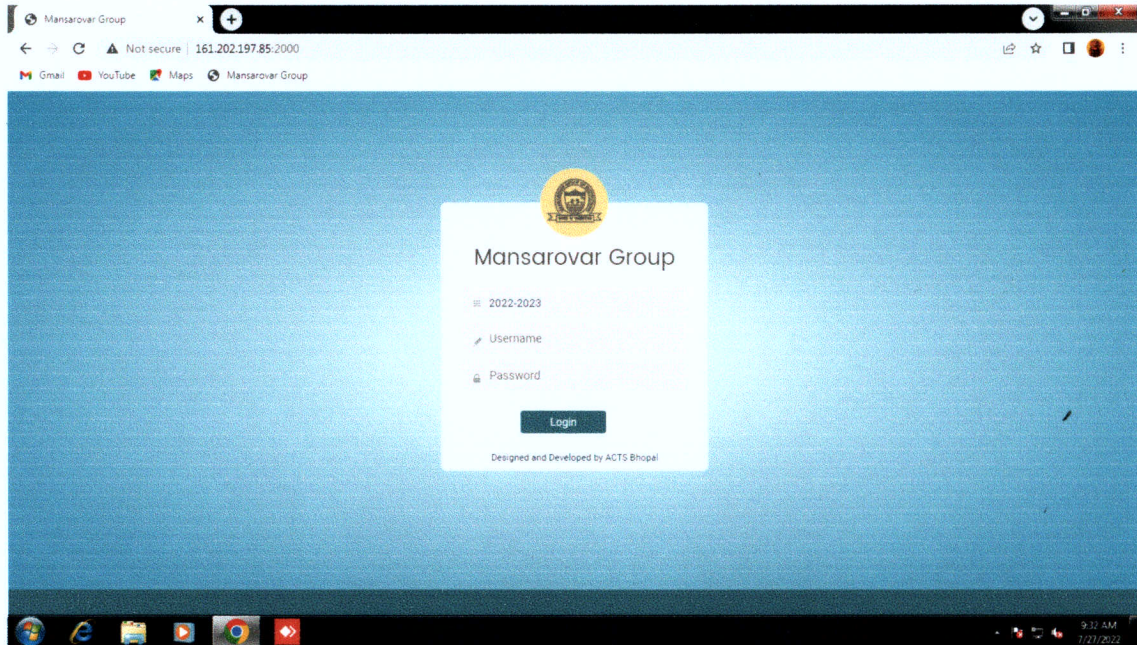 Mansarovar Group
Not secure 161.202.197.85:2000
Gmail YouTube Maps Mansarovar Group
Mansarovar Group
2022-2023
Username
Password
Login
Designed and Developed by ACTS Bhopal
9:32 AM
7/27/2022